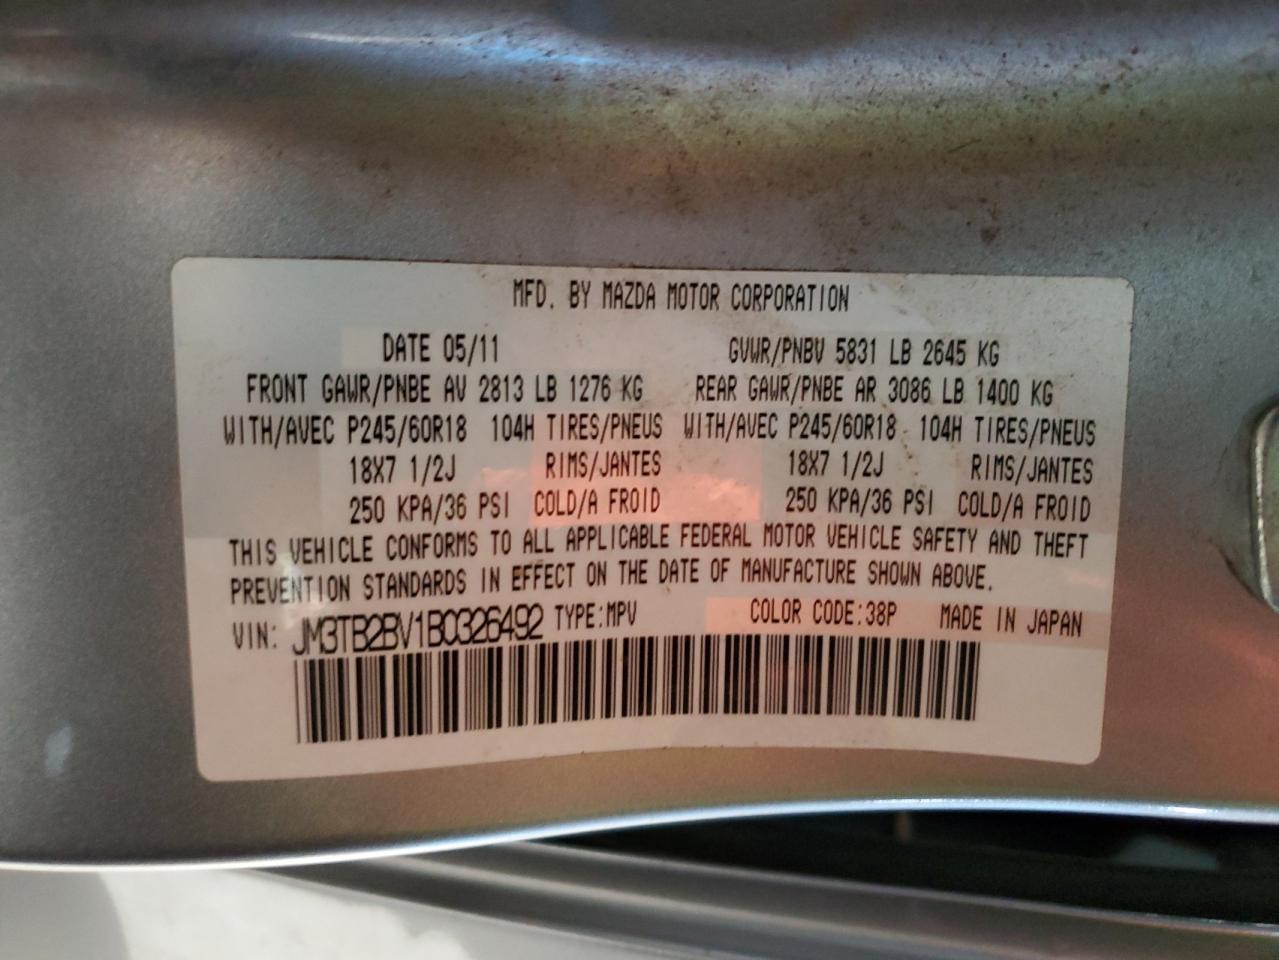 MFD. BY MAZDA MOTOR CORPORATION
DATE 05/11 GVWR/PNBV 5831 LB 2645 KG
FRONT GAWR/PNBE AV 2813 LB 1276 KG REAR GAWR/PNBE AR 3086 LB 1400 KG
WITH/AVEC P245/60R18 104H TIRES/PNEUS WITH/AVEC P245/60R18 104H TIRES/PNEUS
18X7 1/2J RIMS/JANTES 18X7 1/2J RIMS/JANTES
250 KPA/36 PSI COLD/A FROID 250 KPA/36 PSI COLD/A FROID
THIS VEHICLE CONFORMS TO ALL APPLICABLE FEDERAL MOTOR VEHICLE SAFETY AND THEFT
PREVENTION STANDARDS IN EFFECT ON THE DATE OF MANUFACTURE SHOWN ABOVE.
VIN: JM3TB2BV1B0326492 TYPE:MPV COLOR CODE:38P MADE IN JAPAN